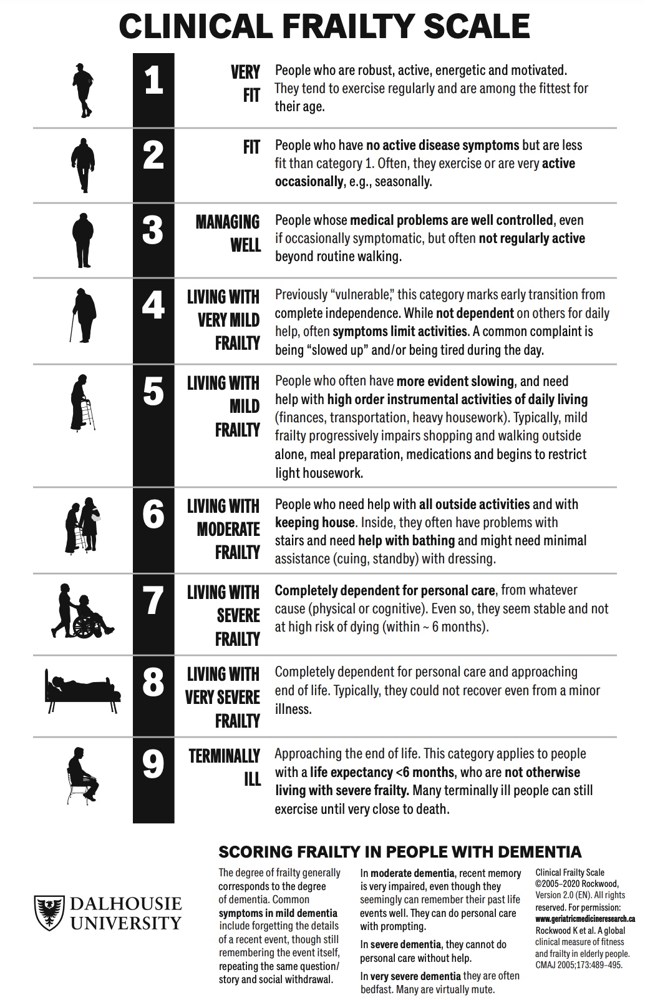 CLINICAL FRAILTY SCALE
1
VERY
FIT
People who are robust, active, energetic and motivated.
They tend to exercise regularly and are among the fittest for
their age.
2
FIT
People who have no active disease symptoms but are less
fit than category 1. Often, they exercise or are very active
occasionally, e.g., seasonally.
3
MANAGING
WELL
People whose medical problems are well controlled, even
if occasionally symptomatic, but often not regularly active
beyond routine walking.
4
LIVING WITH
VERY MILD
FRAILTY
Previously “vulnerable,” this category marks early transition from
complete independence. While not dependent on others for daily
help, often symptoms limit activities. A common complaint is
being “slowed up” and/or being tired during the day.
5
LIVING WITH
MILD
FRAILTY
People who often have more evident slowing, and need
help with high order instrumental activities of daily living
(finances, transportation, heavy housework). Typically, mild
frailty progressively impairs shopping and walking outside
alone, meal preparation, medications and begins to restrict
light housework.
6
LIVING WITH
MODERATE
FRAILTY
People who need help with all outside activities and with
keeping house. Inside, they often have problems with
stairs and need help with bathing and might need minimal
assistance (cuing, standby) with dressing.
7
LIVING WITH
SEVERE
FRAILTY
Completely dependent for personal care, from whatever
cause (physical or cognitive). Even so, they seem stable and not
at high risk of dying (within ~ 6 months).
8
LIVING WITH
VERY SEVERE
FRAILTY
Completely dependent for personal care and approaching
end of life. Typically, they could not recover even from a minor
illness.
9
TERMINALLY
ILL
Approaching the end of life. This category applies to people
with a life expectancy <6 months, who are not otherwise
living with severe frailty. Many terminally ill people can still
exercise until very close to death.
DALHOUSIE
UNIVERSITY
SCORING FRAILTY IN PEOPLE WITH DEMENTIA
The degree of frailty generally
corresponds to the degree
of dementia. Common
symptoms in mild dementia
include forgetting the details
of a recent event, though still
remembering the event itself,
repeating the same question/
story and social withdrawal.
In moderate dementia, recent memory
is very impaired, even though they
seemingly can remember their past life
events well. They can do personal care
with prompting.
In severe dementia, they cannot do
personal care without help.
In very severe dementia they are often
bedfast. Many are virtually mute.
Clinical Frailty Scale
©2005–2020 Rockwood,
Version 2.0 (EN). All rights
reserved. For permission:
www.geriatricmedicineresearch.ca
Rockwood K et al. A global
clinical measure of fitness
and frailty in elderly people.
CMAJ 2005;173:489–495.